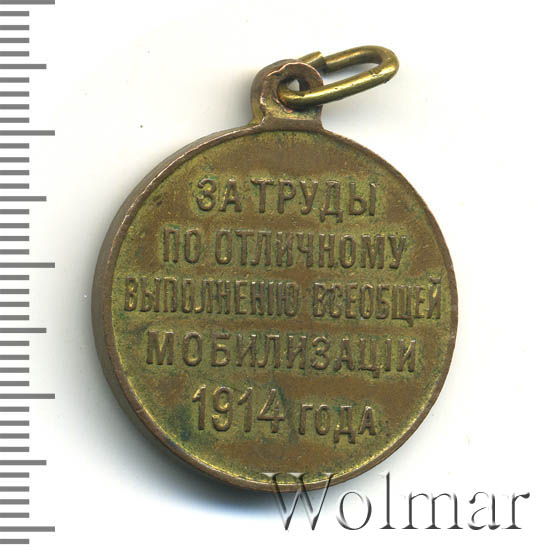 ЗА ТРУДЫ
ПО ОТЛИЧНОМУ
ВЫПОЛНЕНІЮ ВСЕОБЩЕЙ
МОБИЛИЗАЦІИ
1914 ГОДА
Wolmar